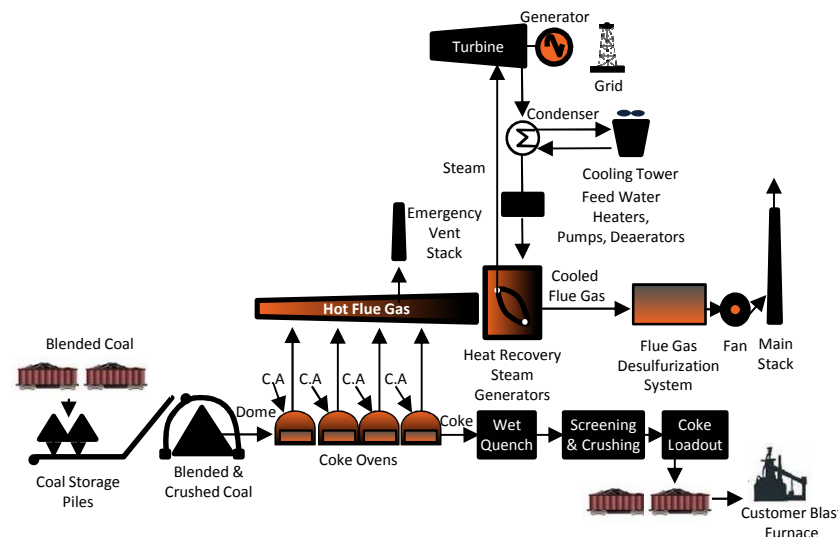 Generator
Turbine
Grid
Condenser
Steam
Cooling Tower
Feed Water
Heaters,
Pumps, Deaerators
Emergency
Vent
Stack
Cooled
Flue Gas
Hot Flue Gas
Heat Recovery
Steam
Generators
Flue Gas
Desulfurization
System
Fan
Main
Stack
Blended Coal
C.A
C.A
C.A
C.A
Dome
Coke
Wet
Quench
Screening
& Crushing
Coke
Loadout
Coal Storage
Piles
Blended &
Crushed Coal
Coke Ovens
Customer Blast
Furnace